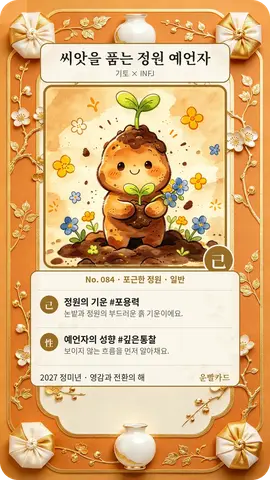 씨앗을 품는 정원 예언자
기토 × INFJ
己
No. 084 · 포근한 정원 · 일반
己 정원의 기운 #포용력
논밭과 정원의 부드러운 흙 기운이에요.
性 예언자의 성향 #깊은통찰
보이지 않는 흐름을 먼저 알아채요.
2027 정미년 · 영감과 전환의 해 운빨카드